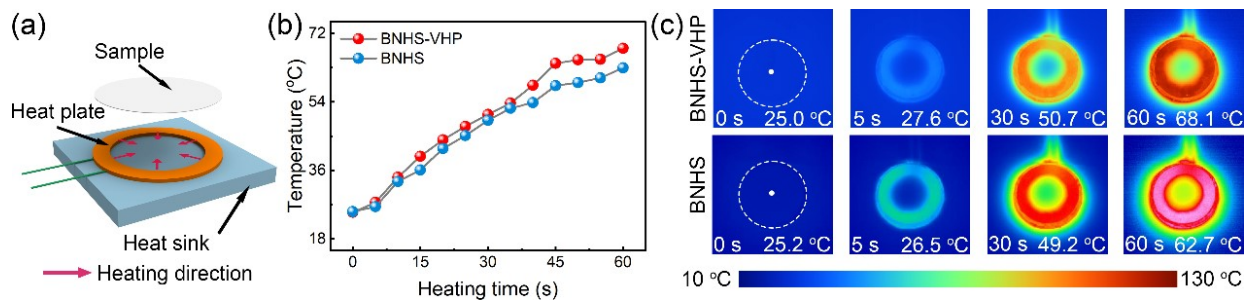 (a)
Sample
Heat plate
Heat sink
Heating direction
(b)
BNHS-VHP
BNHS
Temperature (°C)
72
54
36
18
0 15 30 45 60
Heating time (s)
(c)
BNHS-VHP
0 s 25.0 °C
5 s 27.6 °C
30 s 50.7 °C
60 s 68.1 °C
BNHS
0 s 25.2 °C
5 s 26.5 °C
30 s 49.2 °C
60 s 62.7 °C
10 °C 130 °C